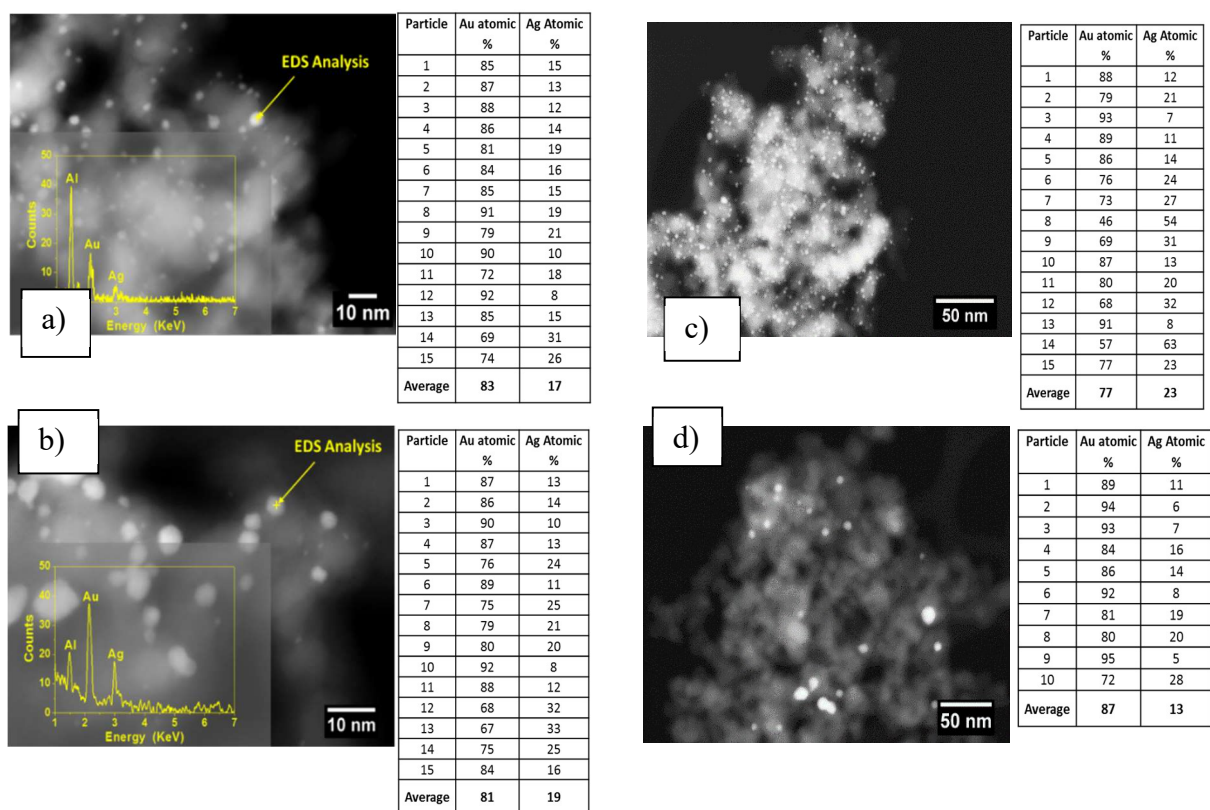 EDS Analysis
50
40
30
20
10
Counts
Al
Au
Ag
3 4 5 6 7
Energy (KeV)
10 nm
a)
Particle Au atomic % Ag Atomic %
1 85 15
2 87 13
3 88 12
4 86 14
5 81 19
6 84 16
7 85 15
8 91 19
9 79 21
10 90 10
11 72 18
12 92 8
13 85 15
14 69 31
15 74 26
Average 83 17
b)
EDS Analysis
50
40
30
20
10
0
Counts
Al
Au
Ag
1 2 3 4 5 6 7
Energy (KeV)
10 nm
Particle Au atomic % Ag Atomic %
1 87 13
2 86 14
3 90 10
4 87 13
5 76 24
6 89 11
7 75 25
8 79 21
9 80 20
10 92 8
11 88 12
12 68 32
13 67 33
14 75 25
15 84 16
Average 81 19
c)
50 nm
Particle Au atomic % Ag Atomic %
1 88 12
2 79 21
3 93 7
4 89 11
5 86 14
6 76 24
7 73 27
8 46 54
9 69 31
10 87 13
11 80 20
12 68 32
13 91 8
14 57 63
15 77 23
Average 77 23
d)
50 nm
Particle Au atomic % Ag Atomic %
1 89 11
2 94 6
3 93 7
4 84 16
5 86 14
6 92 8
7 81 19
8 80 20
9 95 5
10 72 28
Average 87 13